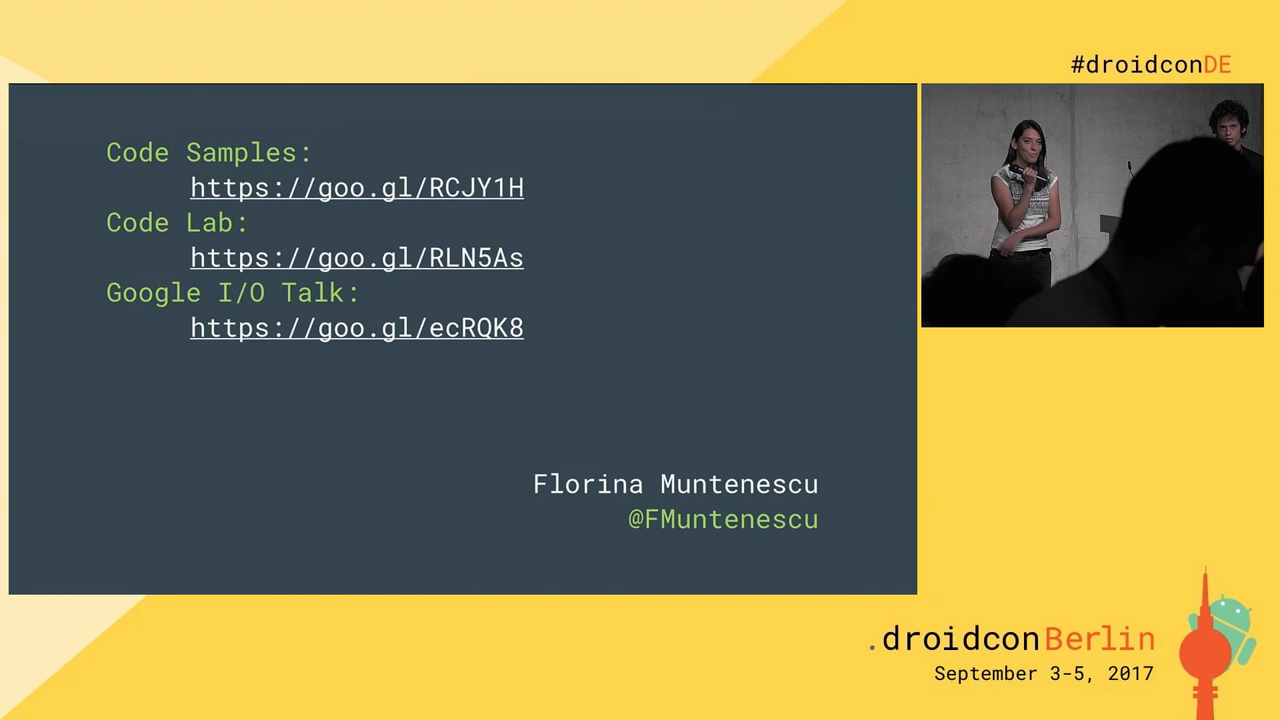 #droidconDE
Code Samples:
https://goo.gl/RCJY1H
Code Lab:
https://goo.gl/RLN5As
Google I/O Talk:
https://goo.gl/ecRQK8
Florina Muntenescu
@FMuntenescu
.droidconBerlin
September 3-5, 2017